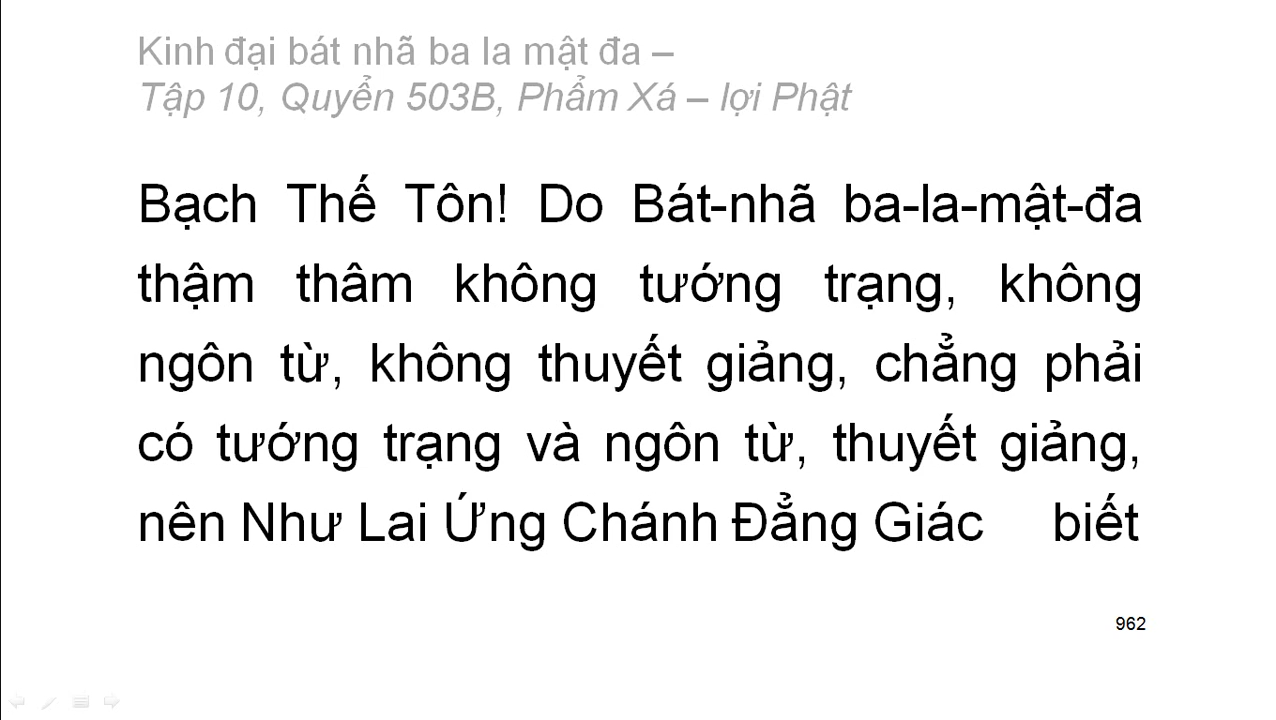 Kinh đại bát nhã ba la mật đa –
Tập 10, Quyển 503B, Phẩm Xá – lợi Phật
Bạch Thế Tôn! Do Bát-nhã ba-la-mật-đa
thậm thâm không tướng trạng, không
ngôn từ, không thuyết giảng, chẳng phải
có tướng trạng và ngôn từ, thuyết giảng,
nên Như Lai Ứng Chánh Đẳng Giác biết
962